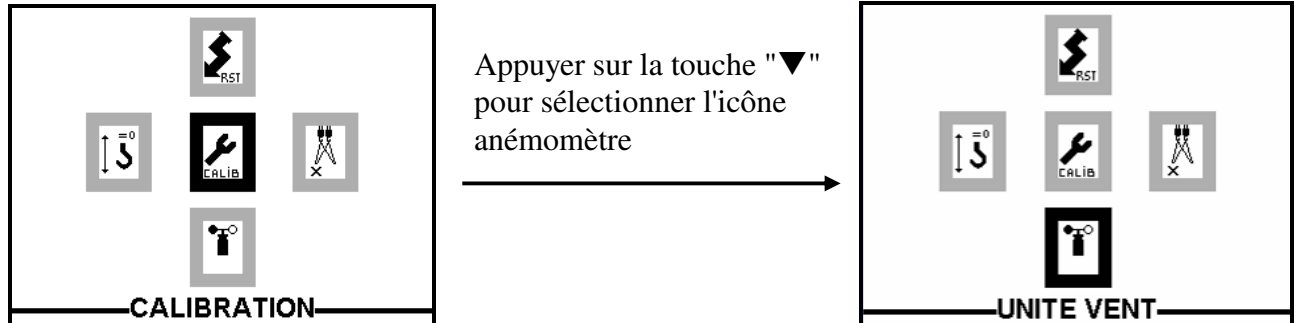 RST
=0
CALIB
×
CALIBRATION
Appuyer sur la touche "▼"
pour sélectionner l'icône
anémomètre
RST
=0
CALIB
×
UNITE VENT